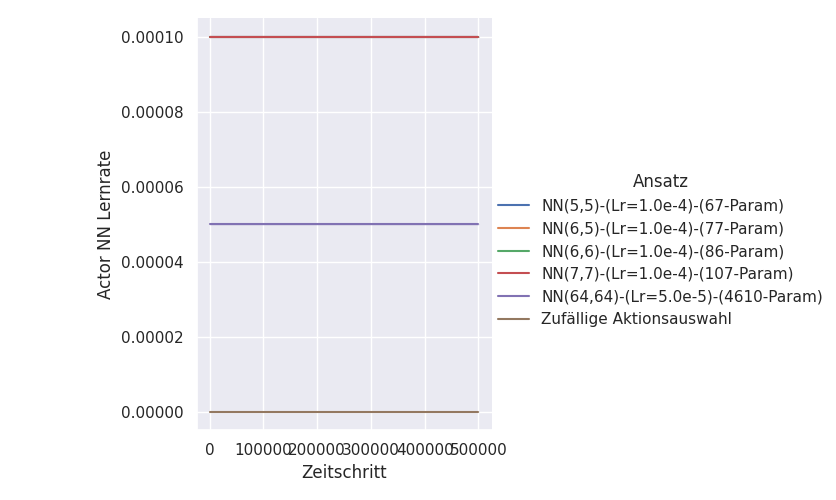 0.00010
0.00008
0.00006
0.00004
0.00002
0.00000
Actor NN Lernrate
0 100000 200000 300000 400000 500000
Zeitschritt
Ansatz
NN(5,5)-(Lr=1.0e-4)-(67-Param)
NN(6,5)-(Lr=1.0e-4)-(77-Param)
NN(6,6)-(Lr=1.0e-4)-(86-Param)
NN(7,7)-(Lr=1.0e-4)-(107-Param)
NN(64,64)-(Lr=5.0e-5)-(4610-Param)
Zufällige Aktionsauswahl